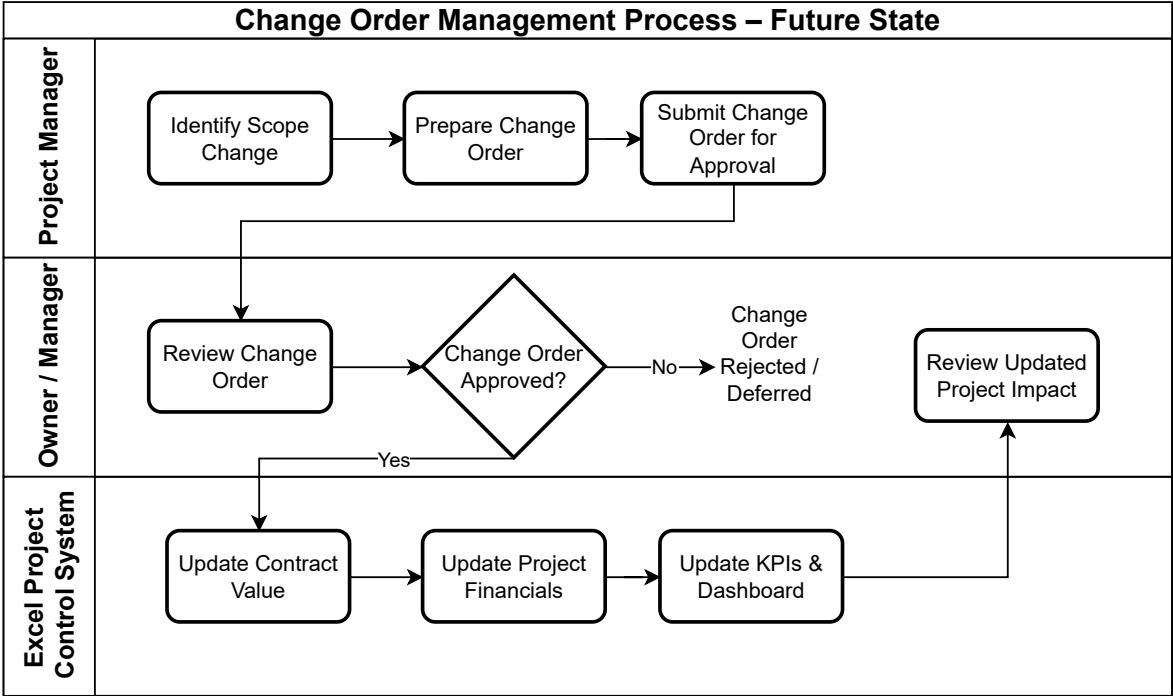 Change Order Management Process – Future State
Project Manager
Identify Scope
Change
Prepare Change
Order
Submit Change
Order for
Approval
Owner / Manager
Review Change
Order
Change Order
Approved?
No
Change
Order
Rejected /
Deferred
Review Updated
Project Impact
Yes
Excel Project
Control System
Update Contract
Value
Update Project
Financials
Update KPIs &
Dashboard